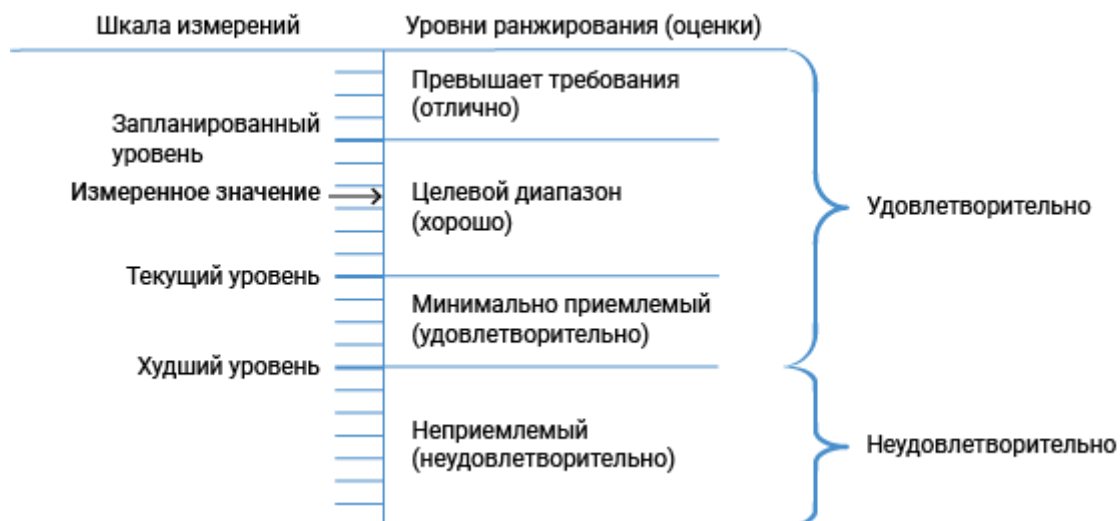 Шкала измерений
Уровни ранжирования (оценки)
Превышает требования
(отлично)
Запланированный
уровень
Измеренное значение
Целевой диапазон
(хорошо)
Удовлетворительно
Текущий уровень
Минимально приемлемый
(удовлетворительно)
Худший уровень
Неприемлемый
(неудовлетворительно)
Неудовлетворительно